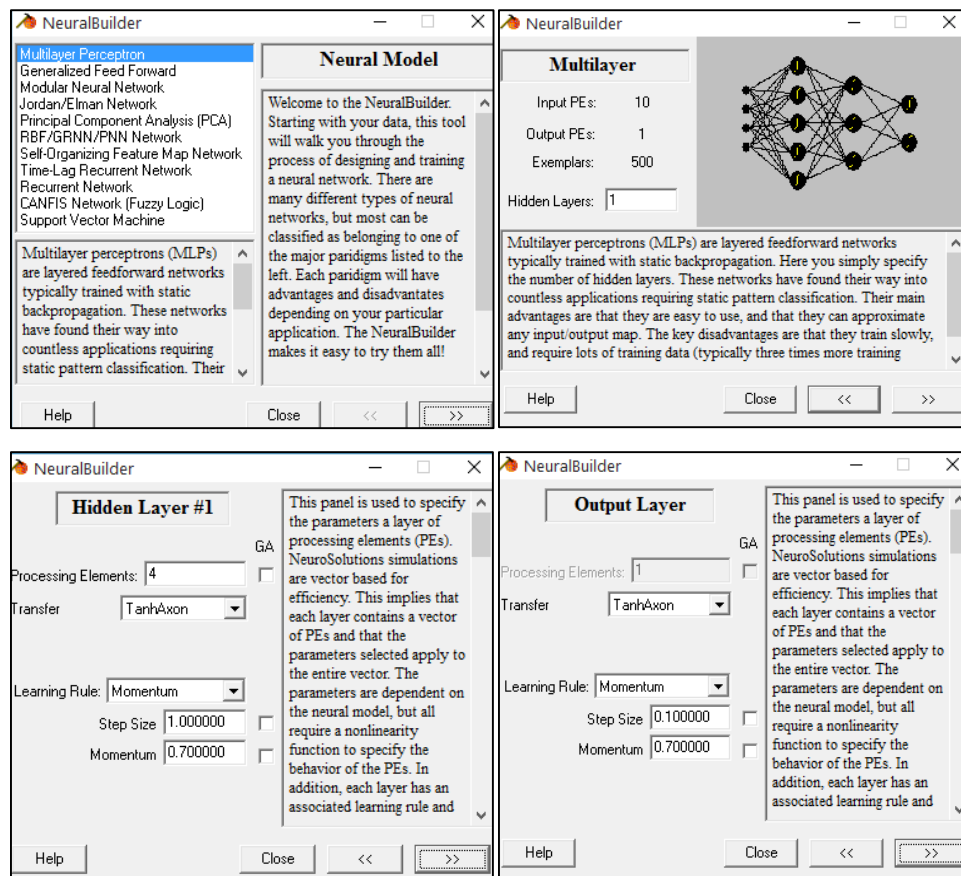 NeuralBuilder
Multilayer Perceptron
Generalized Feed Forward
Modular Neural Network
Jordan/Elman Network
Principal Component Analysis (PCA)
RBF/GRNN/PNN Network
Self-Organizing Feature Map Network
Time-Lag Recurrent Network
Recurrent Network
CANFIS Network (Fuzzy Logic)
Support Vector Machine
Multilayer perceptrons (MLPs)
are layered feedforward networks
typically trained with static
backpropagation. These networks
have found their way into
countless applications requiring
static pattern classification. Their
Neural Model
Welcome to the NeuralBuilder.
Starting with your data, this tool
will walk you through the
process of designing and training
a neural network. There are
many different types of neural
networks, but most can be
classified as belonging to one of
the major paridigms listed to the
left. Each paridigm will have
advantages and disadvantates
depending on your particular
application. The NeuralBuilder
makes it easy to try them all!
Help Close << >>
NeuralBuilder
Multilayer
Input PEs: 10
Output PEs: 1
Exemplars: 500
Hidden Layers: 1
Multilayer perceptrons (MLPs) are layered feedforward networks
typically trained with static backpropagation. Here you simply specify
the number of hidden layers. These networks have found their way into
countless applications requiring static pattern classification. Their main
advantages are that they are easy to use, and that they can approximate
any input/output map. The key disadvantages are that they train slowly,
and require lots of training data (typically three times more training
Help Close << >>
NeuralBuilder
Hidden Layer #1
GA
Processing Elements: 4
Transfer TanhAxon
Learning Rule: Momentum
Step Size 1.000000
Momentum 0.700000
This panel is used to specify
the parameters a layer of
processing elements (PEs).
NeuroSolutions simulations
are vector based for
efficiency. This implies that
each layer contains a vector
of PEs and that the
parameters selected apply to
the entire vector. The
parameters are dependent on
the neural model, but all
require a nonlinearity
function to specify the
behavior of the PEs. In
addition, each layer has an
associated learning rule and
Help Close << >>
NeuralBuilder
Output Layer
GA
Processing Elements: 1
Transfer TanhAxon
Learning Rule: Momentum
Step Size 0.100000
Momentum 0.700000
This panel is used to specify
the parameters a layer of
processing elements (PEs).
NeuroSolutions simulations
are vector based for
efficiency. This implies that
each layer contains a vector
of PEs and that the
parameters selected apply to
the entire vector. The
parameters are dependent on
the neural model, but all
require a nonlinearity
function to specify the
behavior of the PEs. In
addition, each layer has an
associated learning rule and
Help Close << >>